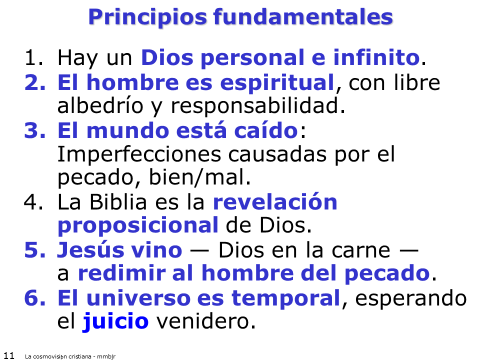 Principios fundamentales
1. Hay un Dios personal e infinito.
2. El hombre es espiritual, con libre
albedrío y responsabilidad.
3. El mundo está caído:
Imperfecciones causadas por el
pecado, bien/mal.
4. La Biblia es la revelación
proposicional de Dios.
5. Jesús vino — Dios en la carne —
a redimir al hombre del pecado.
6. El universo es temporal, esperando
el juicio venidero.
11 La cosmovisión cristiana - mmbjr